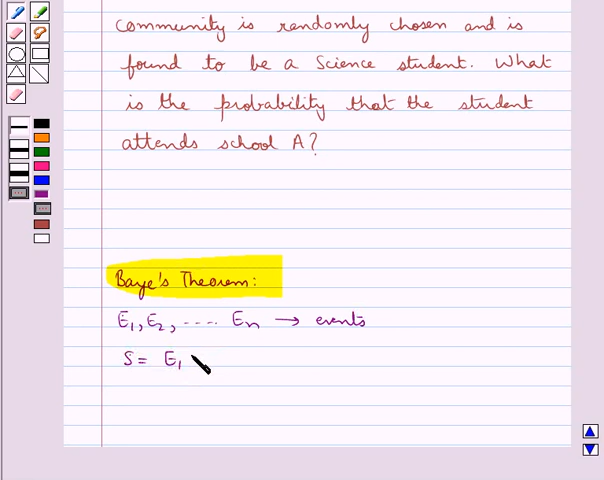 community is randomly chosen and is
found to be a Science student. What
is the probability that the student
attends school A?
Baye's Theorem:
E₁, E₂, ..... Eₙ → events
S = E₁